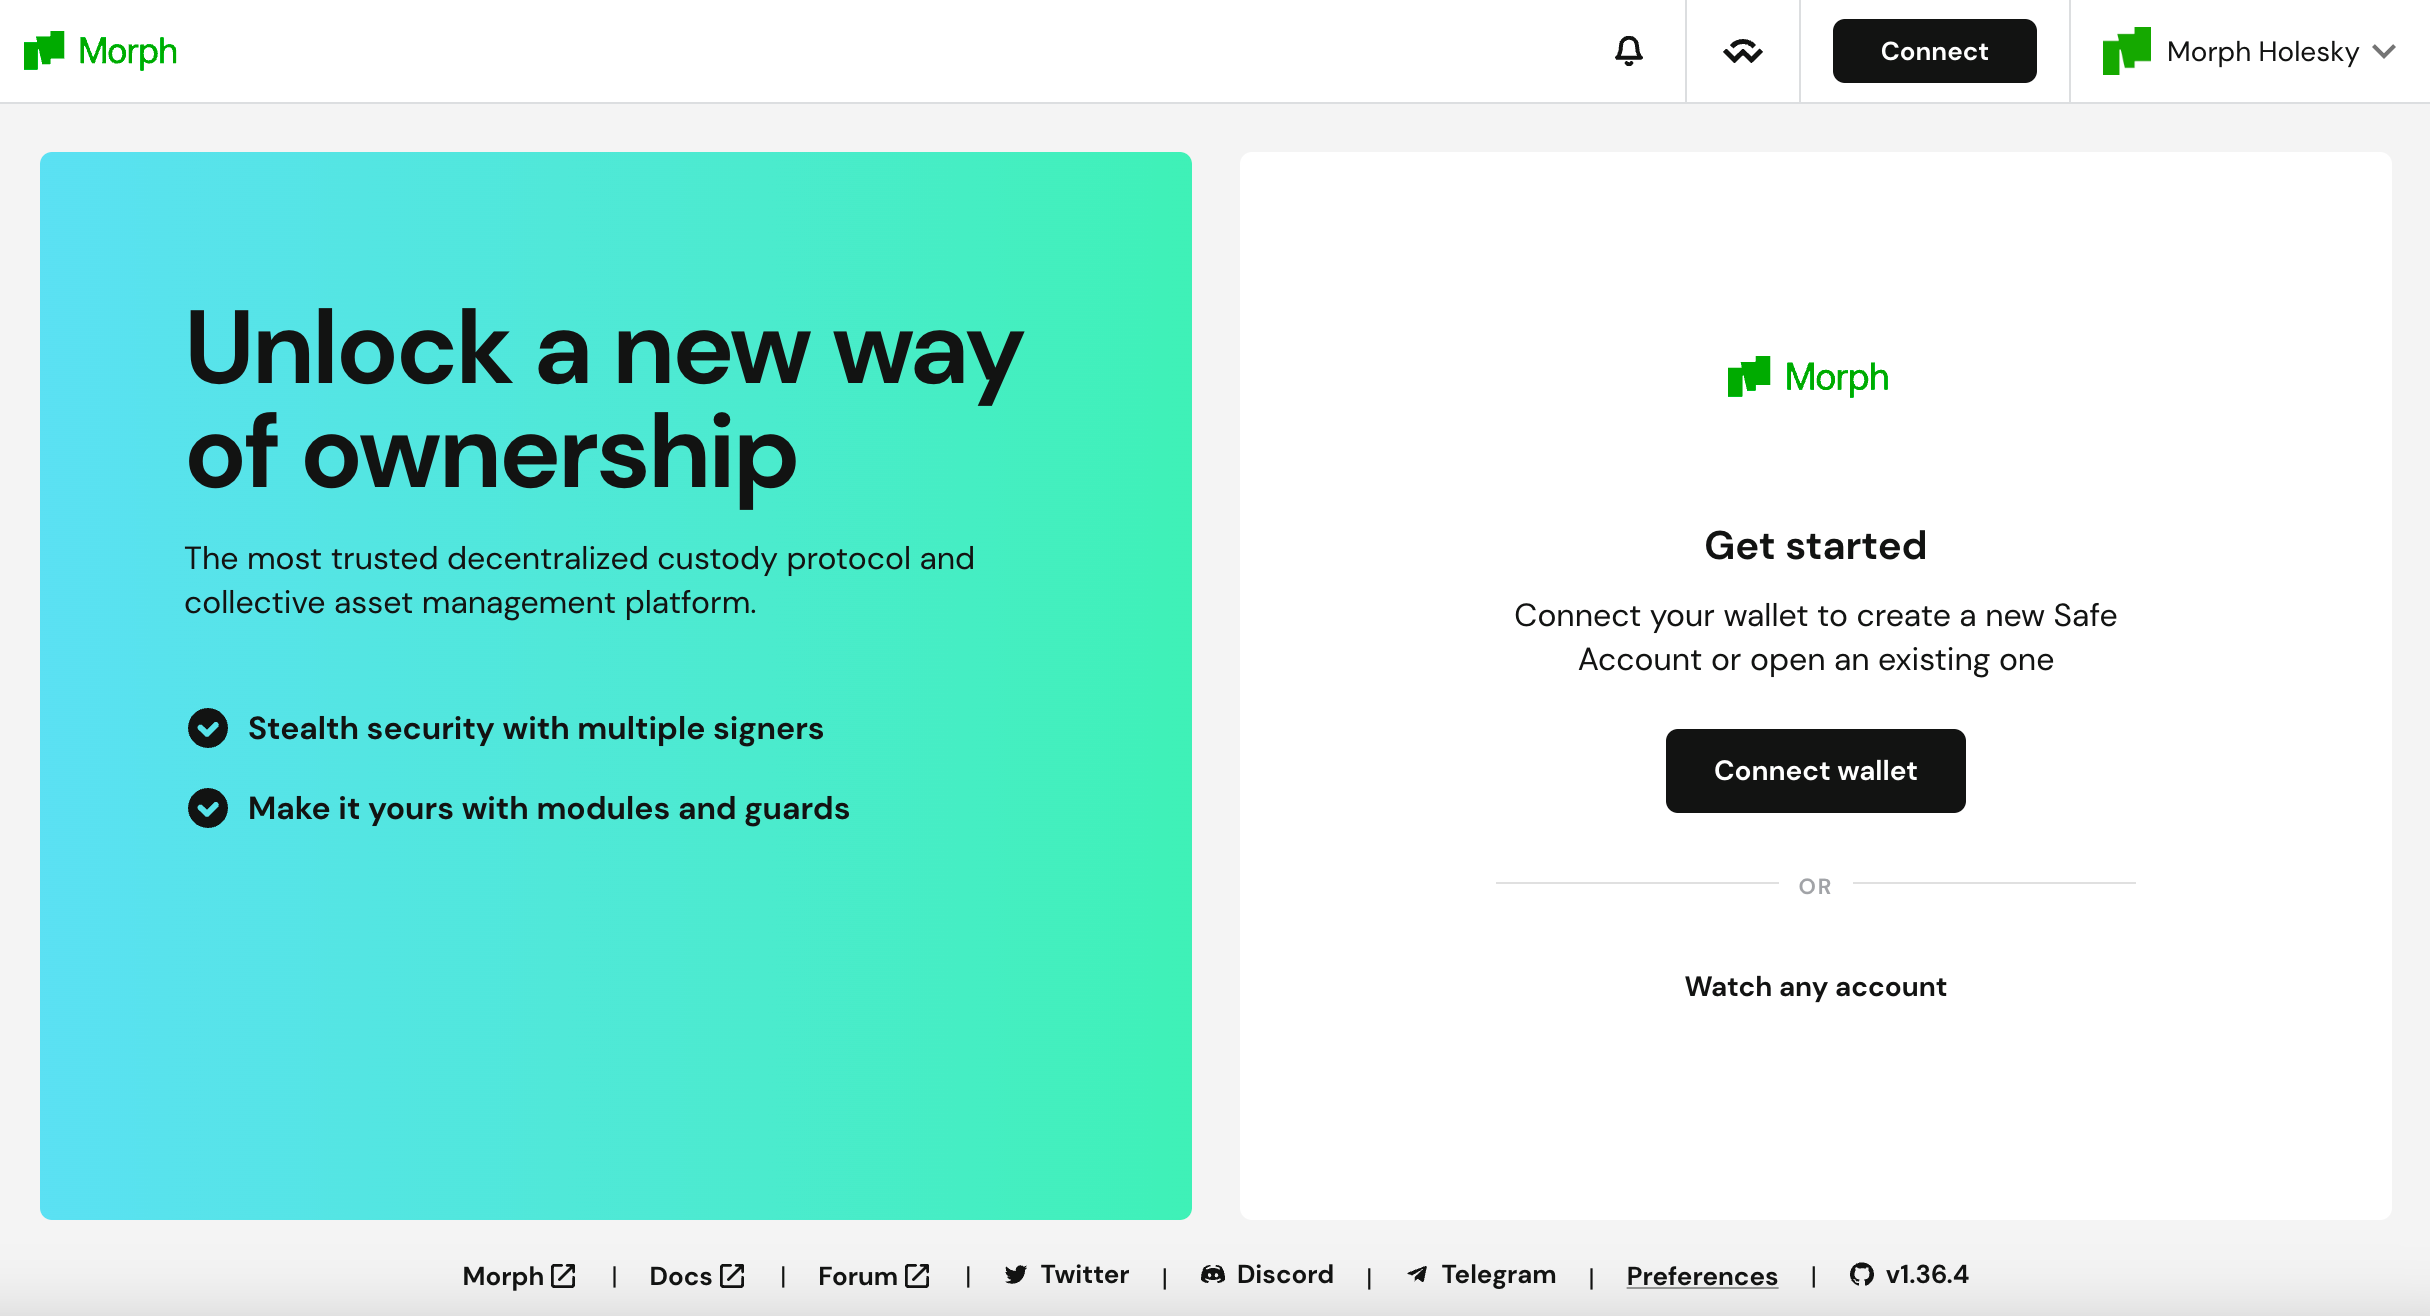 Morph
Connect
Morph Holesky
Unlock a new way
of ownership
The most trusted decentralized custody protocol and
collective asset management platform.
Stealth security with multiple signers
Make it yours with modules and guards
Morph
Get started
Connect your wallet to create a new Safe
Account or open an existing one
Connect wallet
OR
Watch any account
Morph | Docs | Forum | Twitter | Discord | Telegram | Preferences | v1.36.4